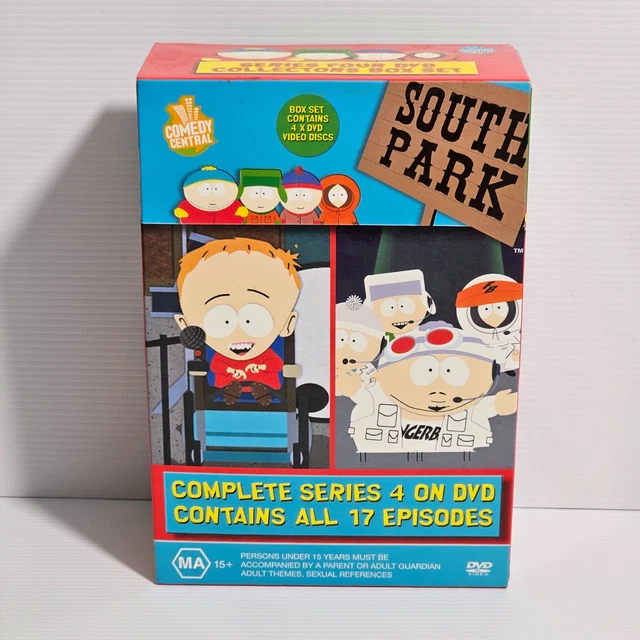 SERIES FOUR DVD
COLLECTORS BOX SET
COMEDY
CENTRAL
BOX SET
CONTAINS
4 X DVD
VIDEO DISCS
SOUTH
PARK
TM
NGERB
COMPLETE SERIES 4 ON DVD
CONTAINS ALL 17 EPISODES
MA 15+
PERSONS UNDER 15 YEARS MUST BE
ACCOMPANIED BY A PARENT OR ADULT GUARDIAN
ADULT THEMES, SEXUAL REFERENCES
DVD
VIDEO